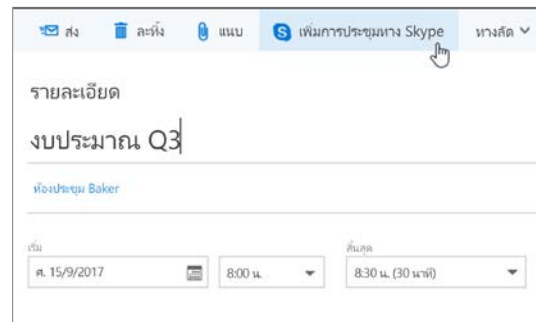 ส่ง ละทิ้ง แนบ เพิ่มการประชุมทาง Skype ทางลัด
รายละเอียด
งบประมาณ Q3
ห้องประชุม Baker
เริ่ม สิ้นสุด
ศ. 15/9/2017 8:00 น. 8:30 น. (30 นาที)